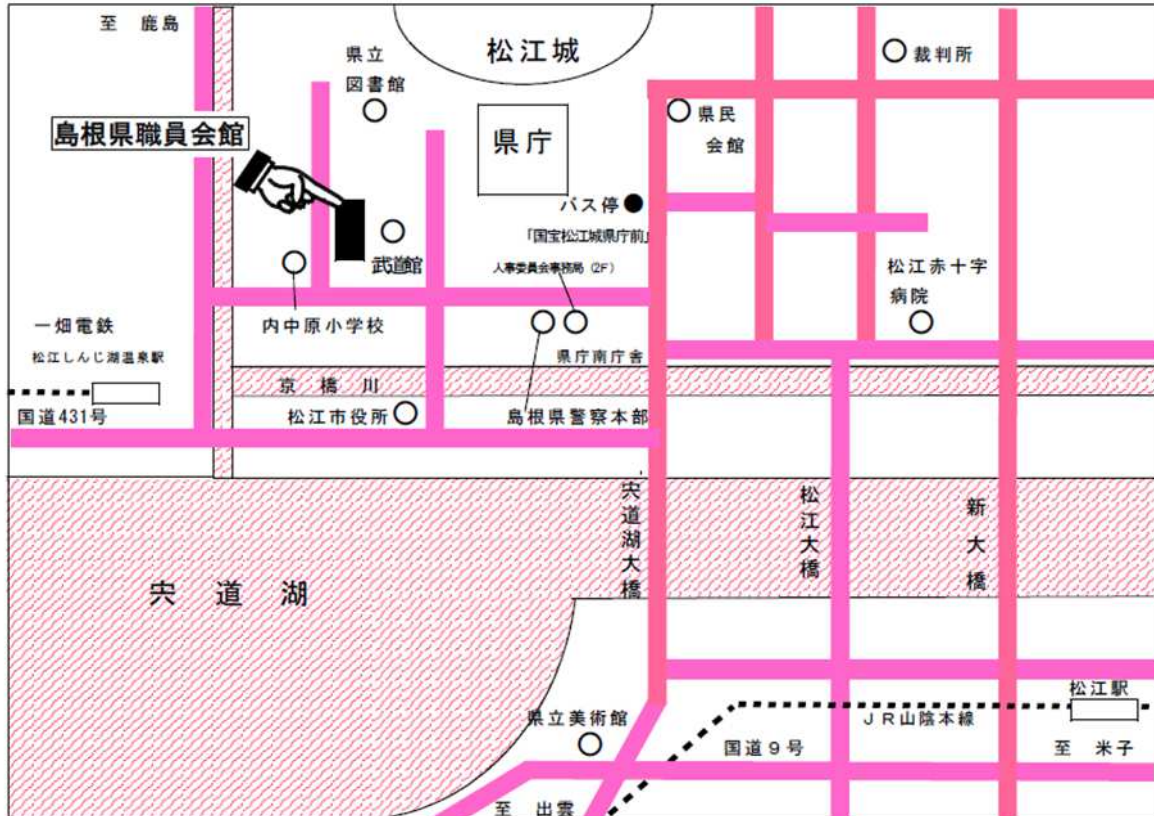 至　鹿島
県立
図書館
松江城
裁判所
島根県職員会館
県庁
県民
会館
バス停
「国宝松江城県庁前」
武道館
人事委員会事務局（2F）
松江赤十字
病院
一畑電鉄
松江しんじ湖温泉駅
内中原小学校
県庁南庁舎
京橋川
国道431号
松江市役所
島根県警察本部
宍道湖大橋
松江大橋
新大橋
宍道湖
県立美術館
松江駅
ＪＲ山陰本線
国道９号
至　米子
至　出雲